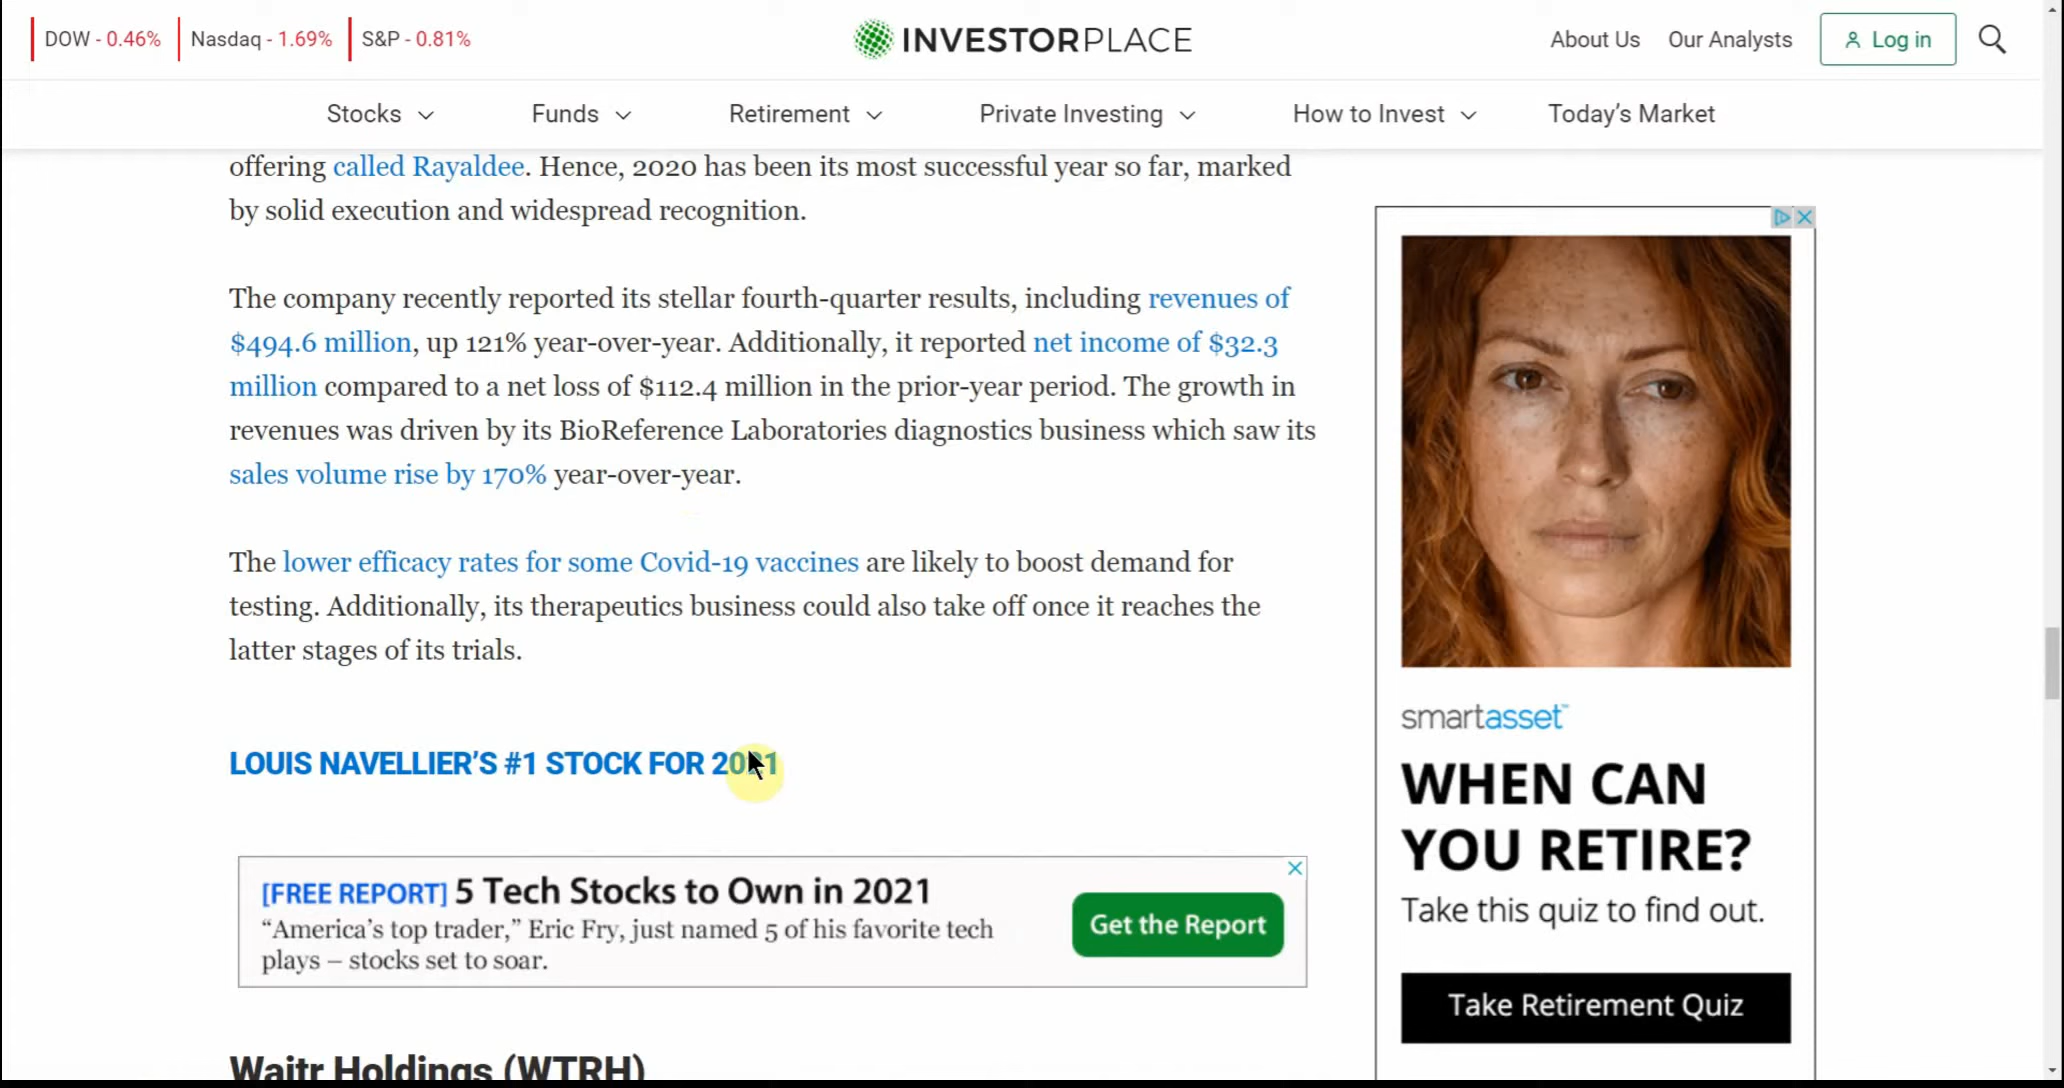 DOW - 0.46%
Nasdaq - 1.69%
S&P - 0.81%
INVESTORPLACE
About Us
Our Analysts
Log in
Stocks
Funds
Retirement
Private Investing
How to Invest
Today’s Market
offering called Rayaldee. Hence, 2020 has been its most successful year so far, marked
by solid execution and widespread recognition.
The company recently reported its stellar fourth-quarter results, including revenues of
$494.6 million, up 121% year-over-year. Additionally, it reported net income of $32.3
million compared to a net loss of $112.4 million in the prior-year period. The growth in
revenues was driven by its BioReference Laboratories diagnostics business which saw its
sales volume rise by 170% year-over-year.
The lower efficacy rates for some Covid-19 vaccines are likely to boost demand for
testing. Additionally, its therapeutics business could also take off once it reaches the
latter stages of its trials.
LOUIS NAVELLIER’S #1 STOCK FOR 2021
[FREE REPORT] 5 Tech Stocks to Own in 2021
“America’s top trader,” Eric Fry, just named 5 of his favorite tech
plays – stocks set to soar.
Get the Report
Waitr Holdings (WTRH)
smartasset™
WHEN CAN
YOU RETIRE?
Take this quiz to find out.
Take Retirement Quiz